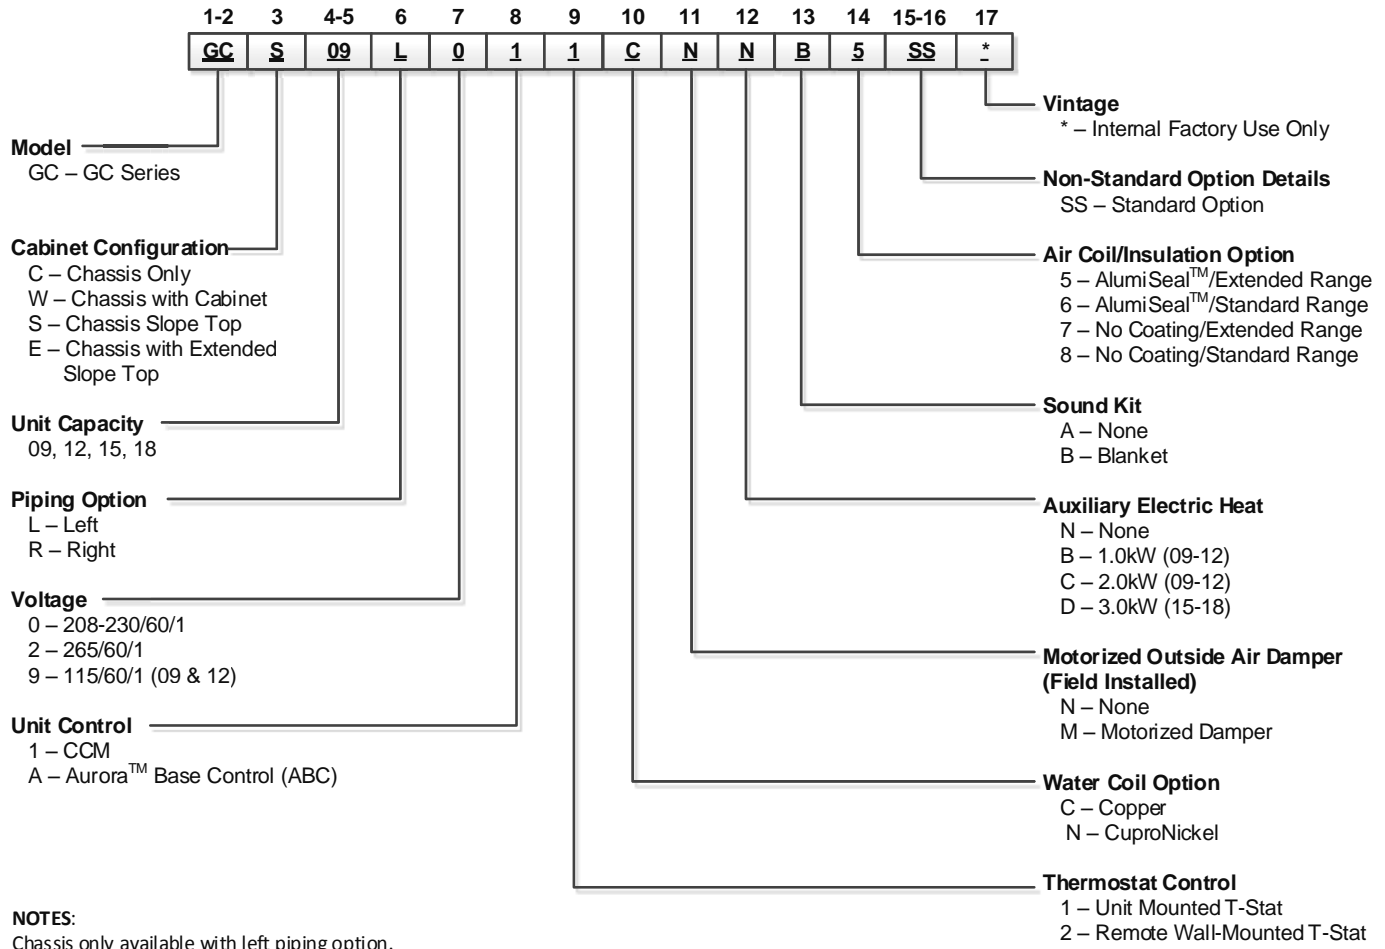 1-2 3 4-5 6 7 8 9 10 11 12 13 14 15-16 17
GC S 09 L 0 1 1 C N N B 5 SS *
Model
GC – GC Series
Cabinet Configuration
C – Chassis Only
W – Chassis with Cabinet
S – Chassis Slope Top
E – Chassis with Extended
Slope Top
Unit Capacity
09, 12, 15, 18
Piping Option
L – Left
R – Right
Voltage
0 – 208-230/60/1
2 – 265/60/1
9 – 115/60/1 (09 & 12)
Unit Control
1 – CCM
A – Aurora™ Base Control (ABC)
NOTES:
Chassis only available with left piping option.
Vintage
* – Internal Factory Use Only
Non-Standard Option Details
SS – Standard Option
Air Coil/Insulation Option
5 – AlumiSeal™/Extended Range
6 – AlumiSeal™/Standard Range
7 – No Coating/Extended Range
8 – No Coating/Standard Range
Sound Kit
A – None
B – Blanket
Auxiliary Electric Heat
N – None
B – 1.0kW (09-12)
C – 2.0kW (09-12)
D – 3.0kW (15-18)
Motorized Outside Air Damper
(Field Installed)
N – None
M – Motorized Damper
Water Coil Option
C – Copper
N – CuproNickel
Thermostat Control
1 – Unit Mounted T-Stat
2 – Remote Wall-Mounted T-Stat